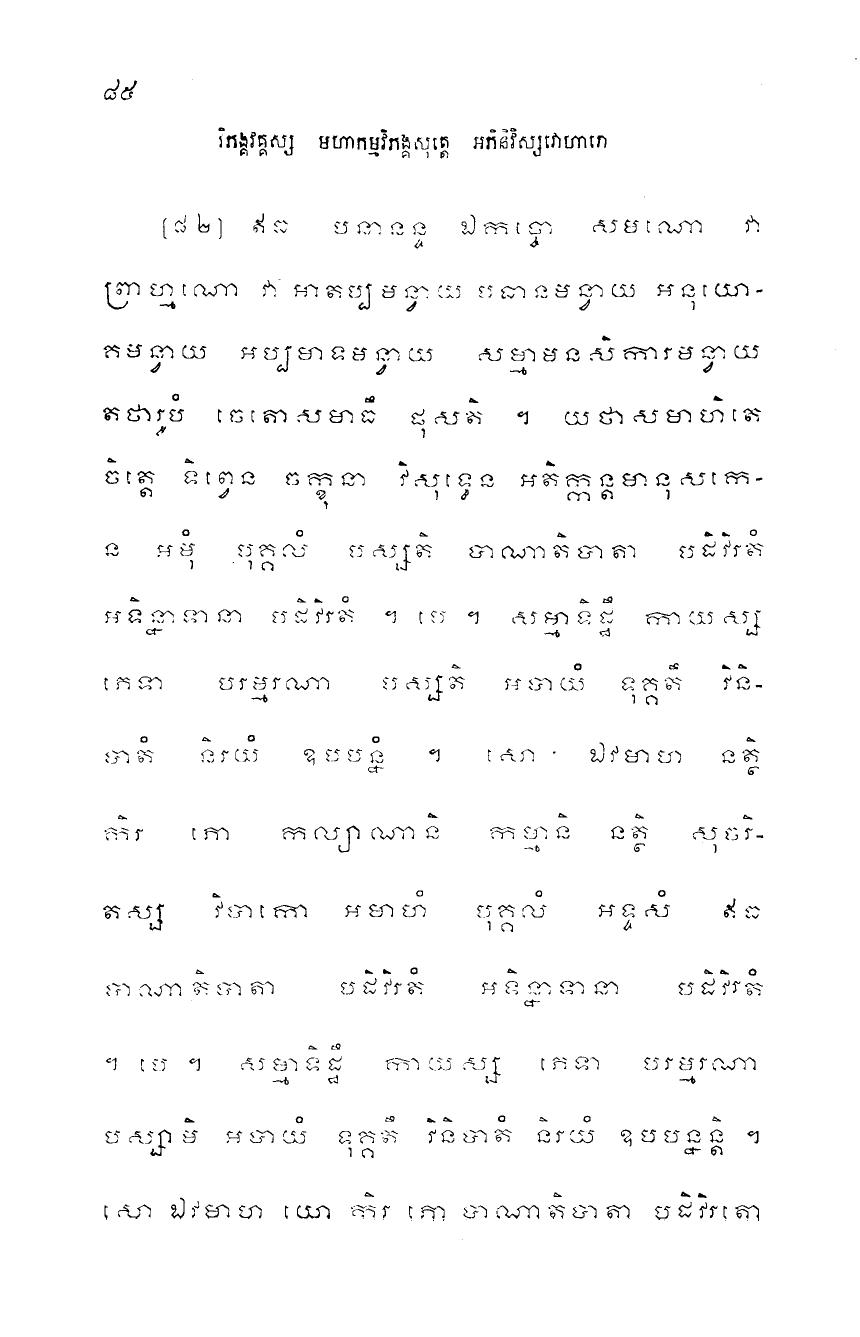 ៨៥
វិភង្គវគ្គស្ស មហាកម្មវិភង្គសុត្តេ អភិនិវិស្សវោហារោ
[៨២] ឥធ បនានន្ទ ឯកច្ចោ សមណោ វា
ព្រាហ្មណោ វា អាតប្បមន្វាយ បធានមន្វាយ អនុយោ-
គមន្វាយ អប្បមាទមន្វាយ សម្មាមនសិការមន្វាយ
តថារូបំ ចេតោសមាធឹ ផុសតិ ។ យថាសមាហិតេ
ចិត្តេ ទិព្វេន ចក្ខុនា វិសុទ្ធេន អតិក្កន្តមានុសកេ-
ន អមុំ បុគ្គលំ បស្សតិ បាណាតិបាតា បដិវិរតំ
អទិន្នាទានា បដិវិរតំ ។ បេ ។ សម្មាទិដ្ឋឹ កាយស្ស
ភេទា បរម្មរណា បស្សតិ អបាយំ ទុគ្គតឹ វិនិ-
បាតំ និរយំ ឧបបន្នំ ។ សោ ឯវមាហ នត្ថិ
កិរ ភោ កល្យាណានិ កម្មានិ នត្ថិ សុចរិ-
តស្ស វិបាកោ អមាហំ បុគ្គលំ អទ្ទសំ ឥធ
បាណាតិបាតា បដិវិរតំ អទិន្នាទានា បដិវិរតំ
។ បេ ។ សម្មាទិដ្ឋឹ កាយស្ស ភេទា បរម្មរណា
បស្សាមិ អបាយំ ទុគ្គតឹ វិនិបាតំ និរយំ ឧបបន្នន្តិ ។
សោ ឯវមាហ យោ កិរ ភោ បាណាតិបាតា បដិវិរតោ